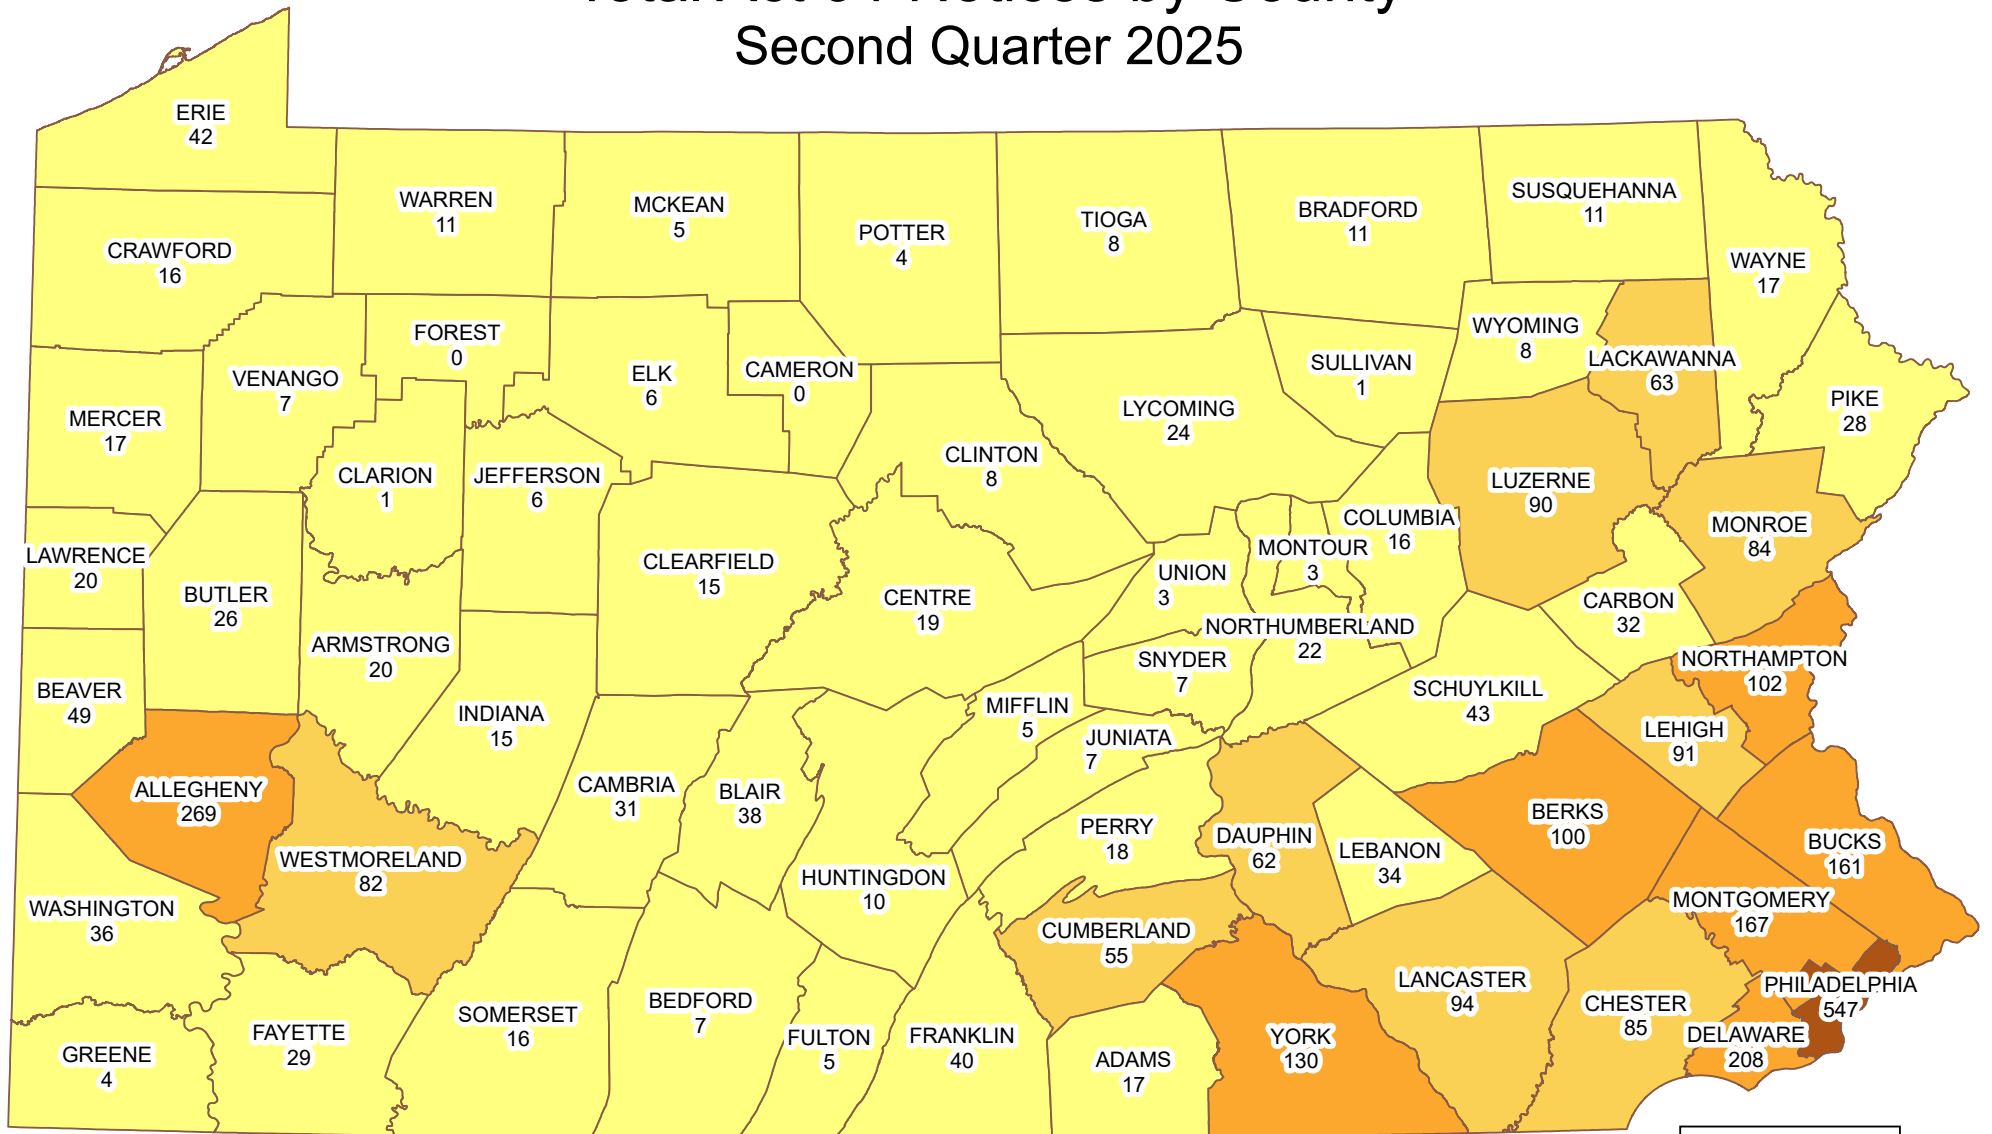 Second Quarter 2025
ERIE
42
WARREN
11
MCKEAN
5
POTTER
4
TIOGA
8
BRADFORD
11
SUSQUEHANNA
11
WAYNE
17
CRAWFORD
16
FOREST
0
VENANGO
7
ELK
6
CAMERON
0
SULLIVAN
1
WYOMING
8
LACKAWANNA
63
PIKE
28
MERCER
17
CLARION
1
JEFFERSON
6
CLINTON
8
LYCOMING
24
LUZERNE
90
COLUMBIA
16
MONROE
84
LAWRENCE
20
BUTLER
26
CLEARFIELD
15
CENTRE
19
UNION
3
MONTOUR
3
CARBON
32
ARMSTRONG
20
NORTHUMBERLAND
22
SNYDER
7
NORTHAMPTON
102
BEAVER
49
INDIANA
15
MIFFLIN
5
JUNIATA
7
SCHUYLKILL
43
LEHIGH
91
ALLEGHENY
269
CAMBRIA
31
BLAIR
38
PERRY
18
DAUPHIN
62
LEBANON
34
BERKS
100
BUCKS
161
WESTMORELAND
82
HUNTINGDON
10
WASHINGTON
36
CUMBERLAND
55
MONTGOMERY
167
LANCASTER
94
CHESTER
85
PHILADELPHIA
547
DELAWARE
208
GREENE
4
FAYETTE
29
SOMERSET
16
BEDFORD
7
FULTON
5
FRANKLIN
40
ADAMS
17
YORK
130